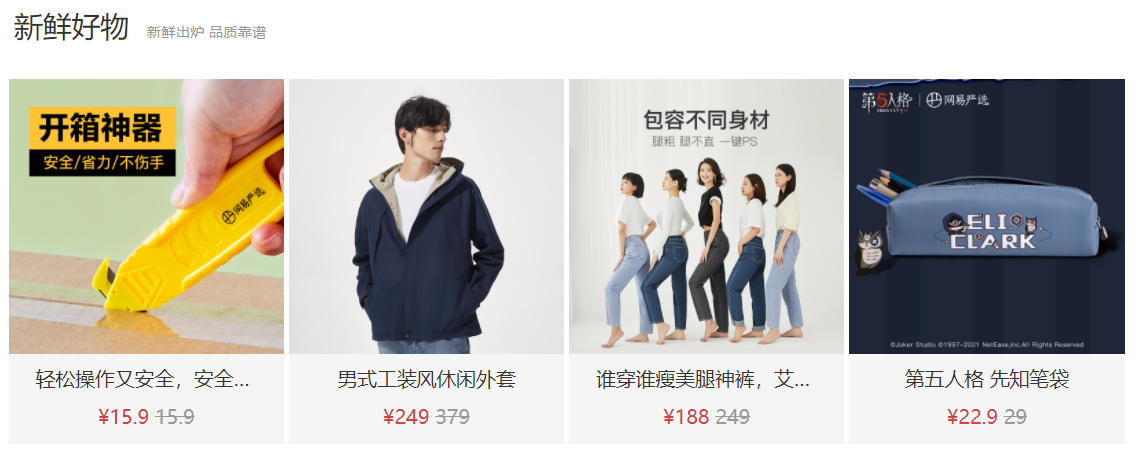 新鲜好物 新鲜出炉 品质靠谱
开箱神器
安全/省力/不伤手
网易严选
包容不同身材
腿粗 腿不直 一键PS
第5人格 | 网易严选
ELI
CLARK
©Joker Studio ©1997-2021 NetEase,Inc.All Rights Reserved
轻松操作又安全，安全...
¥15.9 15.9
男式工装风休闲外套
¥249 379
谁穿谁瘦美腿神裤，艾...
¥188 249
第五人格 先知笔袋
¥22.9 29